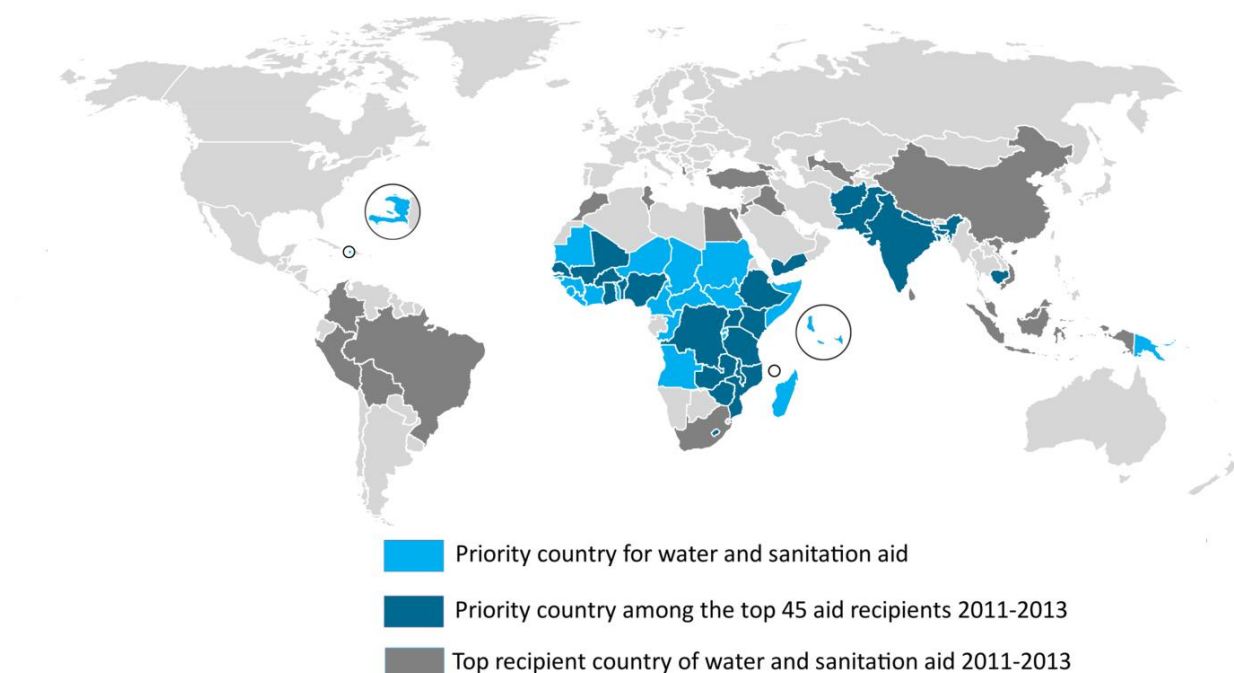 Priority country for water and sanitation aid
Priority country among the top 45 aid recipients 2011-2013
Top recipient country of water and sanitation aid 2011-2013